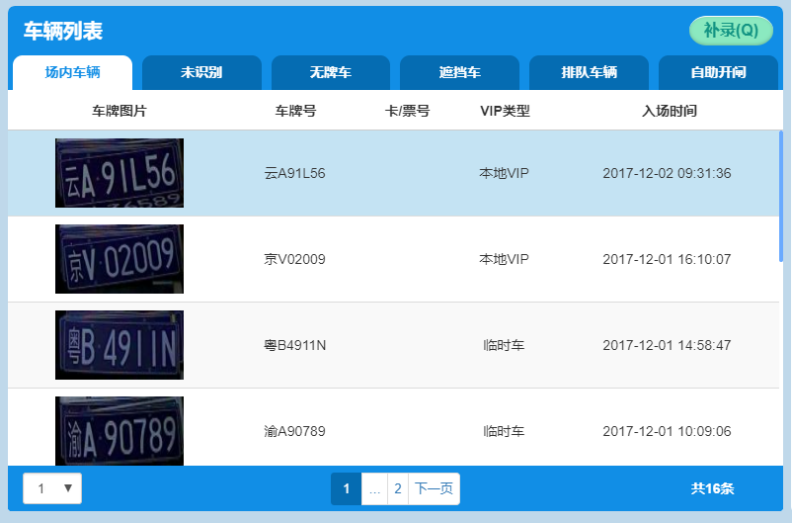 车辆列表 补录(Q)
场内车辆 未识别 无牌车 遮挡车 排队车辆 自助开闸
车牌图片 车牌号 卡/票号 VIP类型 入场时间
云A·91L56 云A91L56 本地VIP 2017-12-02 09:31:36
京V·02009 京V02009 本地VIP 2017-12-01 16:10:07
粤B·4911N 粤B4911N 临时车 2017-12-01 14:58:47
渝A·90789 渝A90789 临时车 2017-12-01 10:09:06
1 ▼ 1 ... 2 下一页 共16条